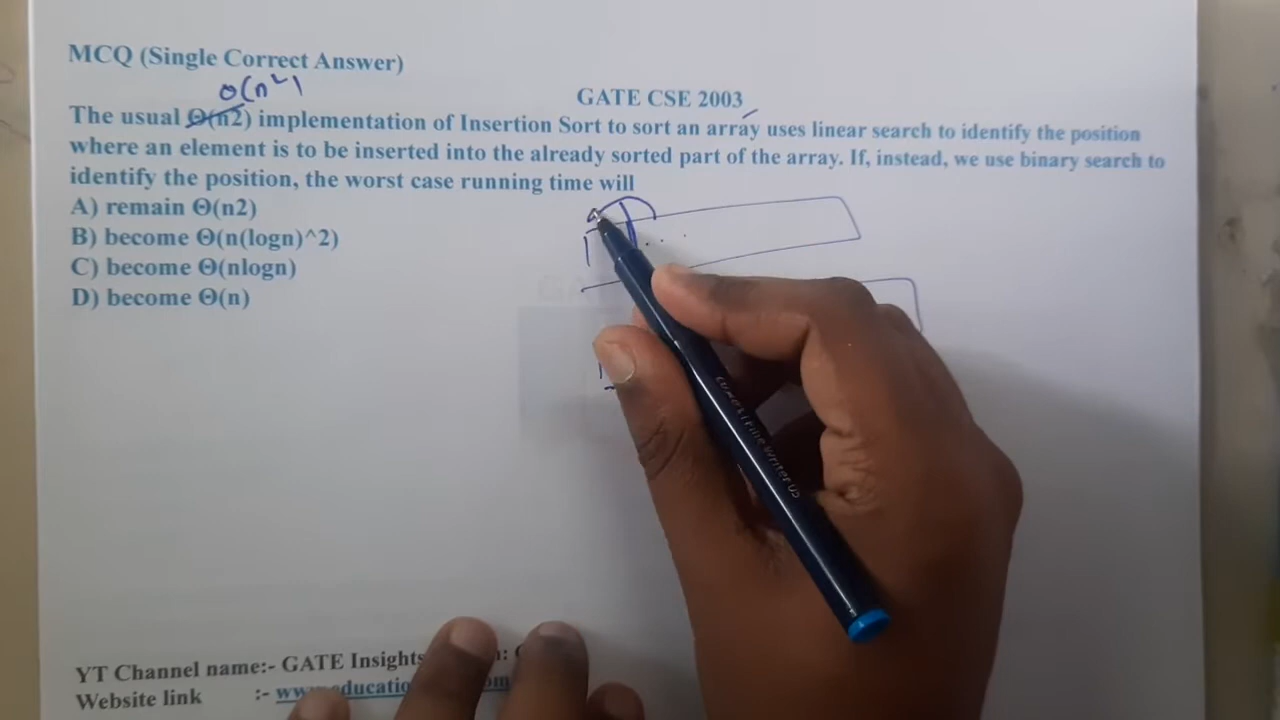 MCQ (Single Correct Answer)
θ(n²)
GATE CSE 2003
The usual Θ(n2) implementation of Insertion Sort to sort an array uses linear search to identify the position
where an element is to be inserted into the already sorted part of the array. If, instead, we use binary search to
identify the position, the worst case running time will
A) remain Θ(n2)
B) become Θ(n(logn)^2)
C) become Θ(nlogn)
D) become Θ(n)
YT Channel name:- GATE Insights
Website link :-